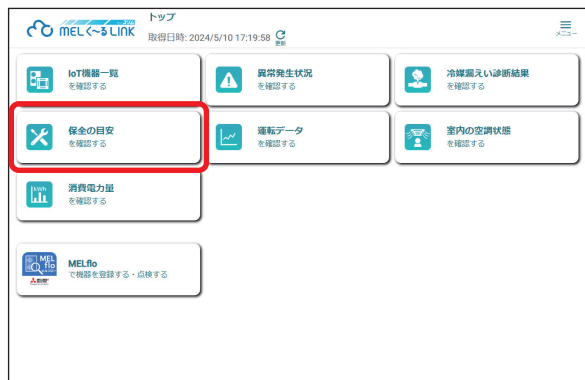 MELく~るLINK
トップ
取得日時: 2024/5/10 17:19:58
更新
メニュー
IoT機器一覧
を確認する
異常発生状況
を確認する
冷媒漏えい診断結果
を確認する
保全の目安
を確認する
運転データ
を確認する
室内の空調状態
を確認する
kWh
消費電力量
を確認する
MEL
flo
MELflo
で機器を登録する・点検する